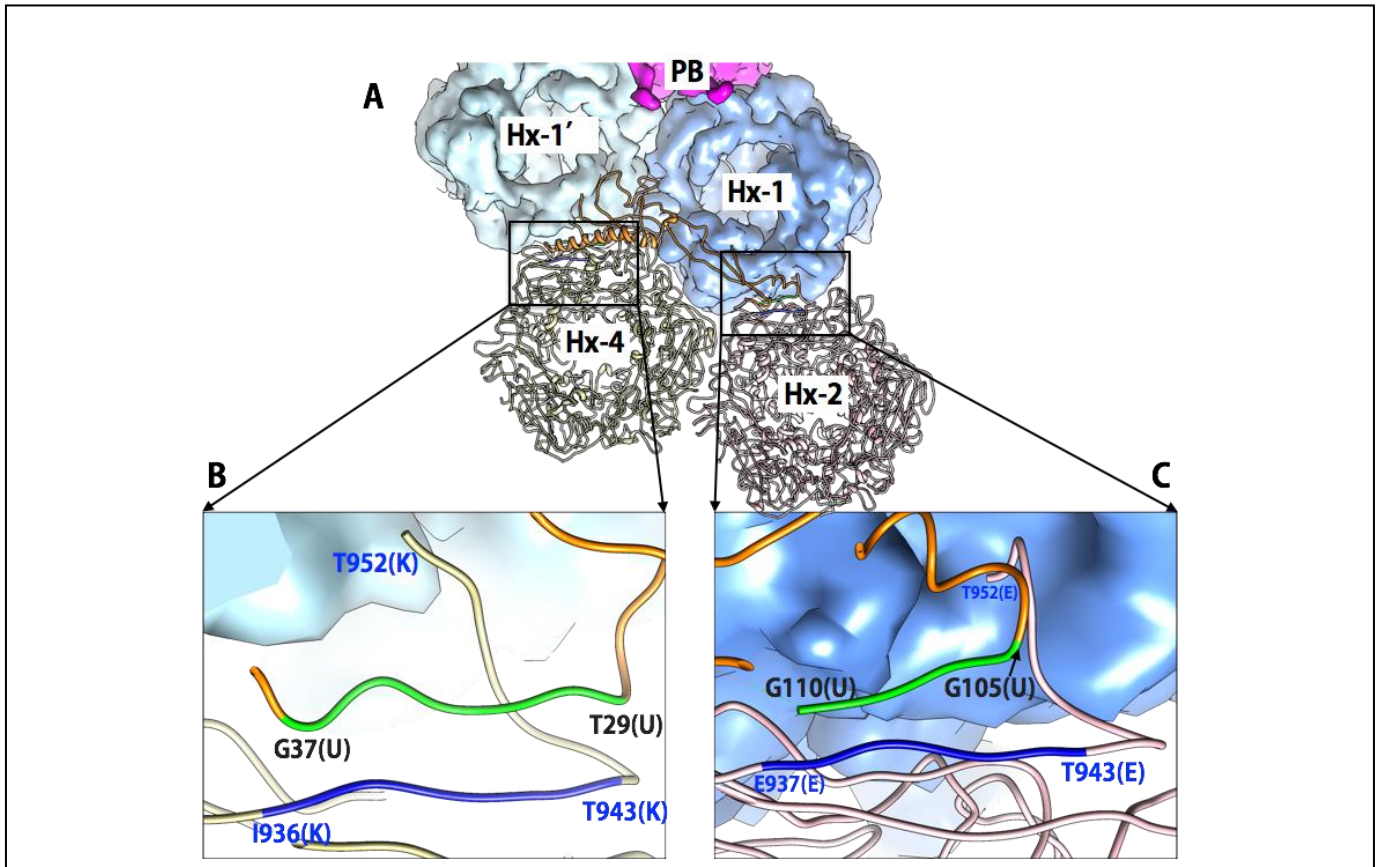 PB
A
Hx-1′
Hx-1
Hx-4
Hx-2
B
C
T952(K)
T29(U)
G37(U)
T943(K)
I936(K)
T952(E)
G110(U)
G105(U)
E937(E)
T943(E)